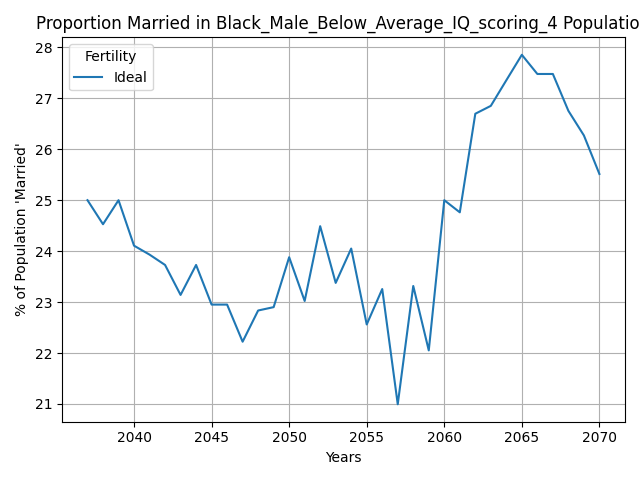 Proportion Married in Black_Male_Below_Average_IQ_scoring_4 Populatio
Fertility
Ideal
% of Population 'Married'
28
27
26
25
24
23
22
21
2040 2045 2050 2055 2060 2065 2070
Years